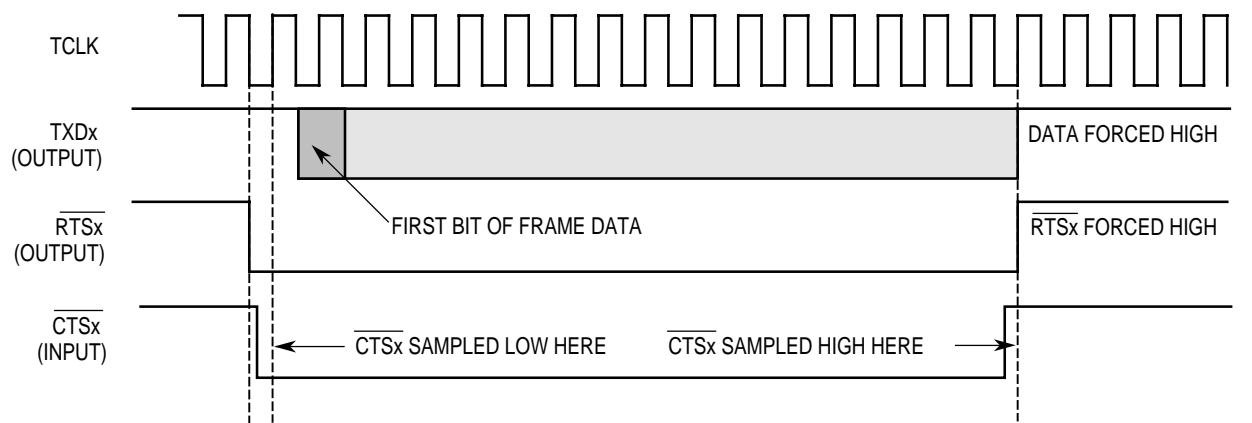 TCLK
TXDx
(OUTPUT)
DATA FORCED HIGH
FIRST BIT OF FRAME DATA
RTSx
(OUTPUT)
RTSx FORCED HIGH
CTSx
(INPUT)
CTSx SAMPLED LOW HERE
CTSx SAMPLED HIGH HERE